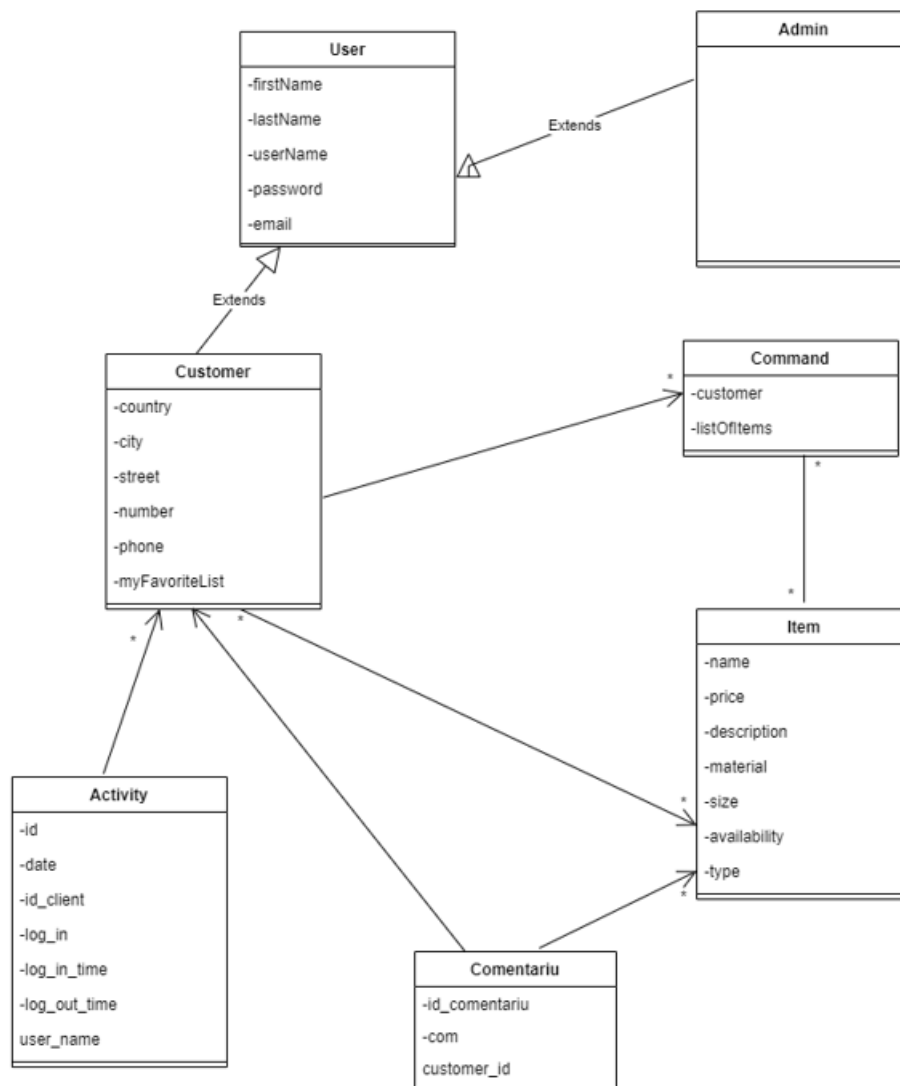 User
-firstName
-lastName
-userName
-password
-email
Admin
Extends
Extends
Customer
-country
-city
-street
-number
-phone
-myFavoriteList
Command
-customer
-listOfItems
*
*
*
Item
-name
-price
-description
-material
-size
-availability
-type
*
*
*
*
Activity
-id
-date
-id_client
-log_in
-log_in_time
-log_out_time
user_name
Comentariu
-id_comentariu
-com
customer_id